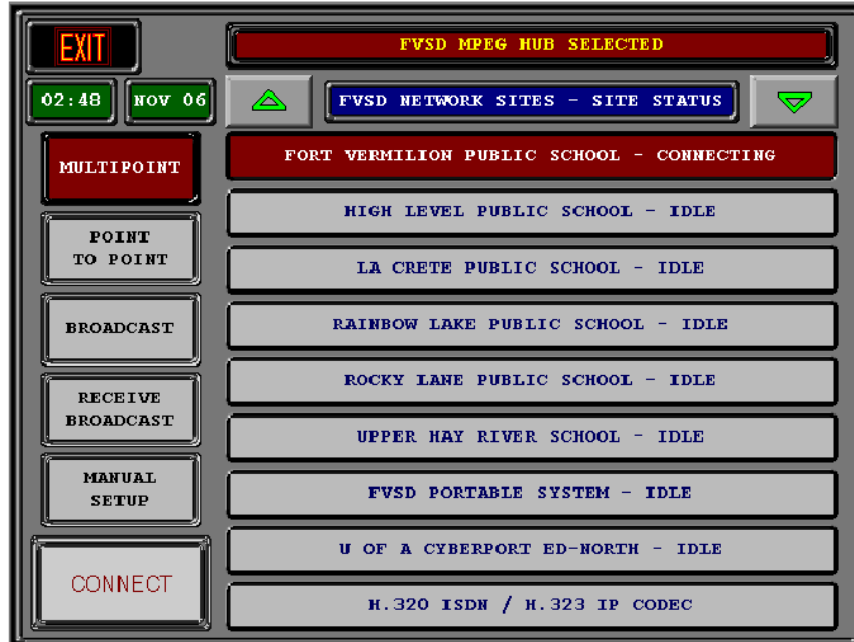 EXIT
FVSD MPEG HUB SELECTED
02:48
NOV 06
FVSD NETWORK SITES - SITE STATUS
MULTIPOINT
FORT VERMILION PUBLIC SCHOOL - CONNECTING
HIGH LEVEL PUBLIC SCHOOL - IDLE
POINT
TO POINT
LA CRETE PUBLIC SCHOOL - IDLE
BROADCAST
RAINBOW LAKE PUBLIC SCHOOL - IDLE
RECEIVE
BROADCAST
ROCKY LANE PUBLIC SCHOOL - IDLE
UPPER HAY RIVER SCHOOL - IDLE
MANUAL
SETUP
FVSD PORTABLE SYSTEM - IDLE
U OF A CYBERPORT ED-NORTH - IDLE
CONNECT
H.320 ISDN / H.323 IP CODEC